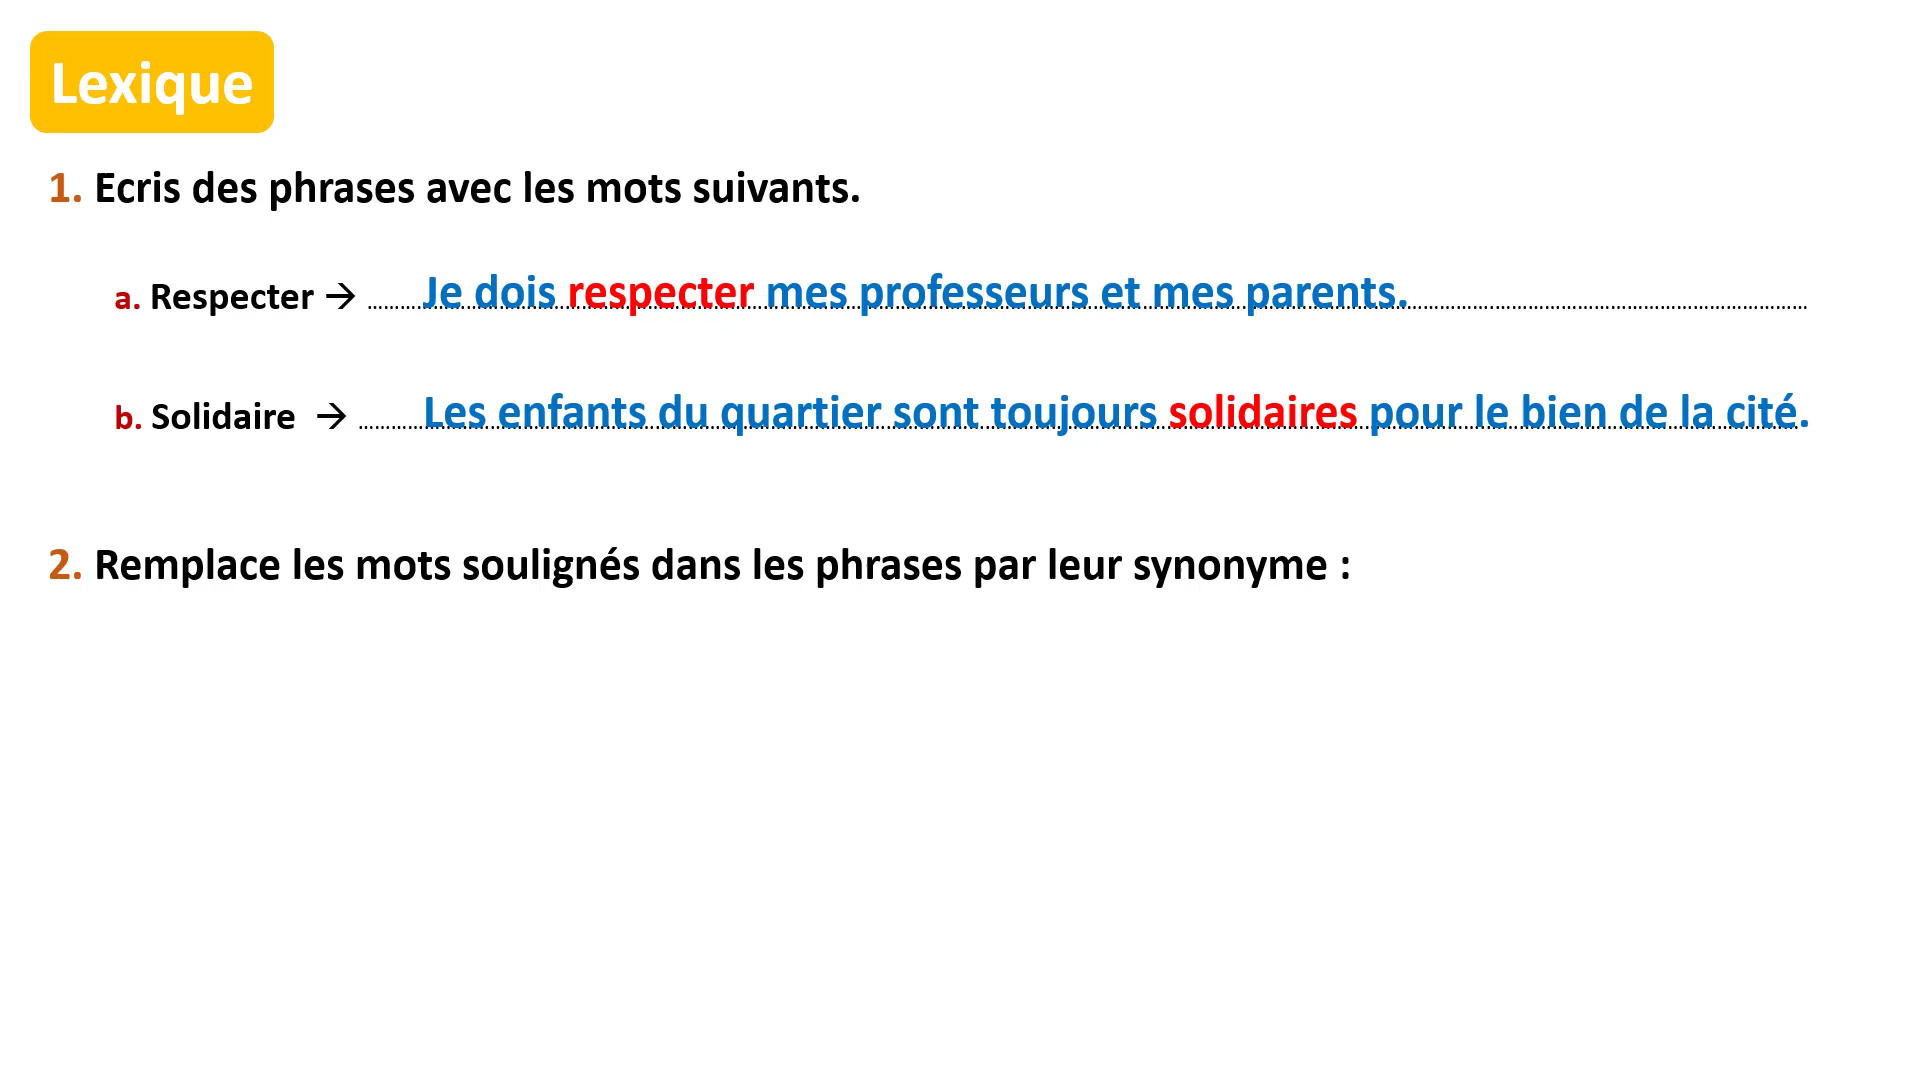 Lexique
1. Ecris des phrases avec les mots suivants.
a. Respecter → ........Je dois respecter mes professeurs et mes parents...............................
b. Solidaire → ........Les enfants du quartier sont toujours solidaires pour le bien de la cité.
2. Remplace les mots soulignés dans les phrases par leur synonyme :